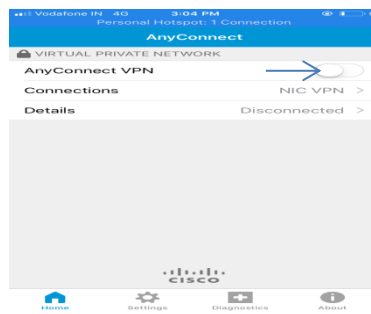 Vodafone IN 4G 3:04 PM
Personal Hotspot: 1 Connection
AnyConnect
VIRTUAL PRIVATE NETWORK
AnyConnect VPN
Connections NIC VPN >
Details Disconnected >
CISCO
Home Settings Diagnostics About